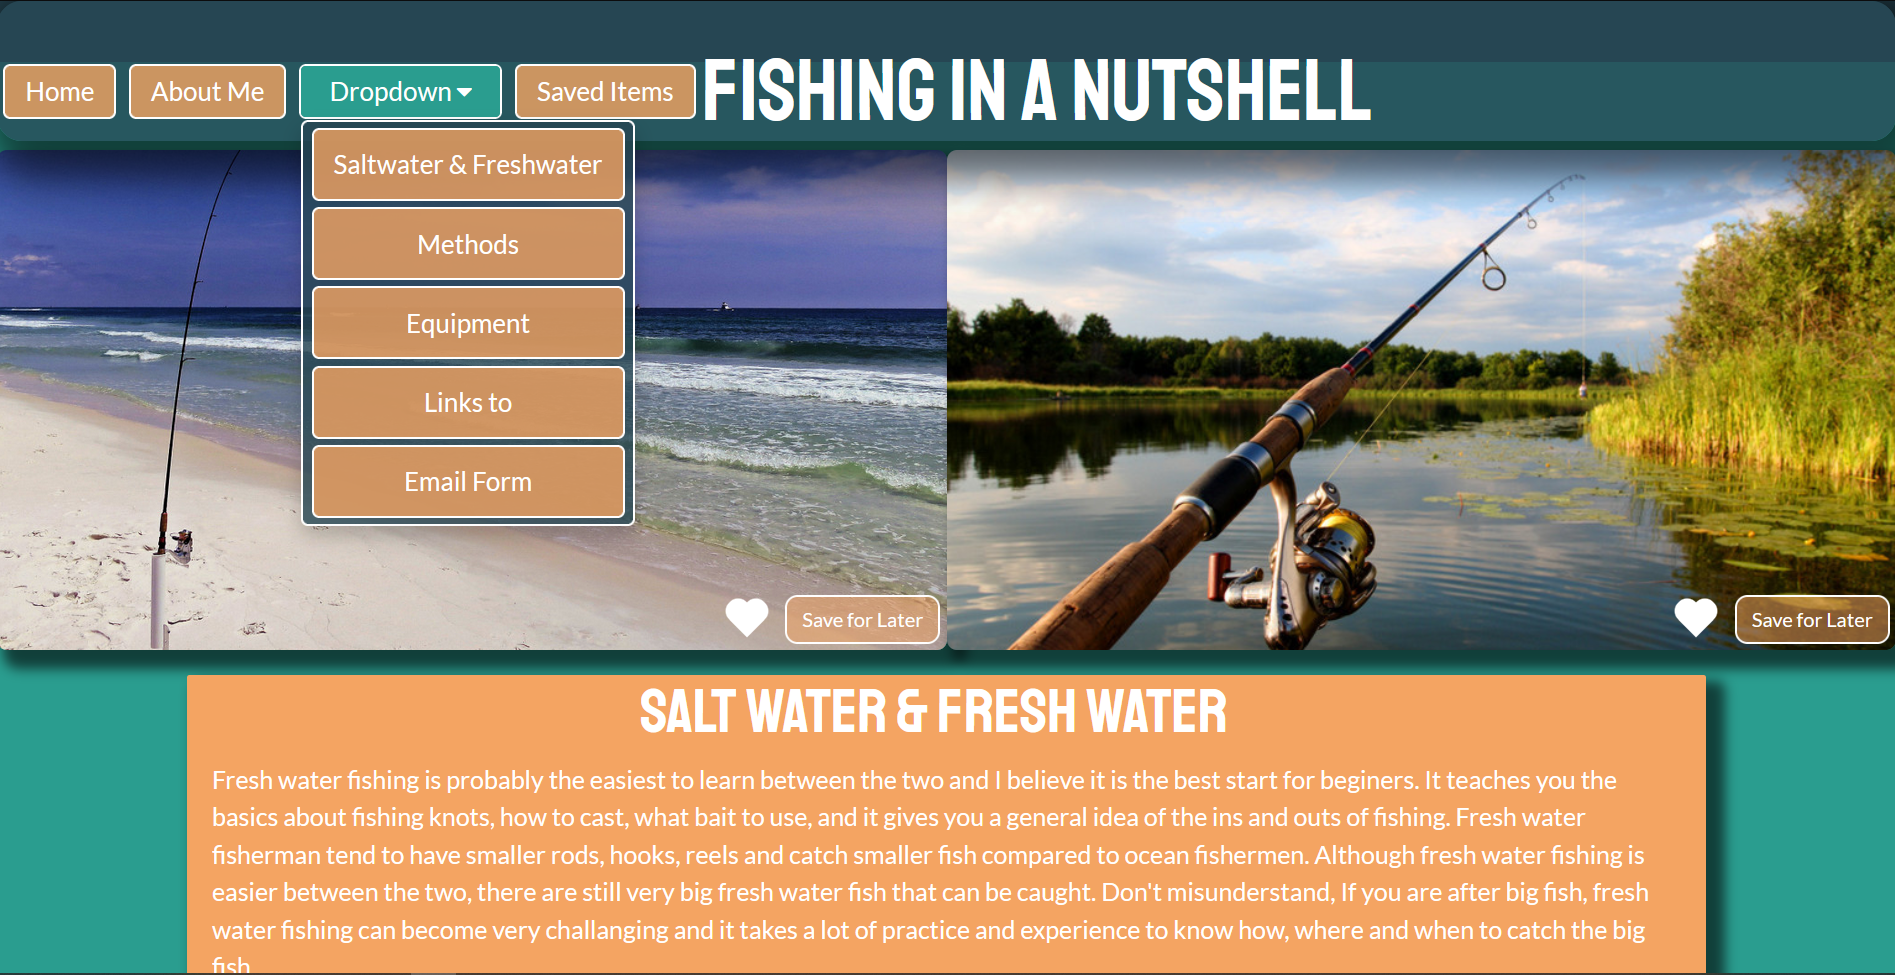 Home
About Me
Dropdown
Saved Items
FISHING IN A NUTSHELL
Saltwater & Freshwater
Methods
Equipment
Links to
Email Form
Save for Later
Save for Later
SALT WATER & FRESH WATER
Fresh water fishing is probably the easiest to learn between the two and I believe it is the best start for beginers. It teaches you the
basics about fishing knots, how to cast, what bait to use, and it gives you a general idea of the ins and outs of fishing. Fresh water
fisherman tend to have smaller rods, hooks, reels and catch smaller fish compared to ocean fishermen. Although fresh water fishing is
easier between the two, there are still very big fresh water fish that can be caught. Don't misunderstand, If you are after big fish, fresh
water fishing can become very challanging and it takes a lot of practice and experience to know how, where and when to catch the big
fish